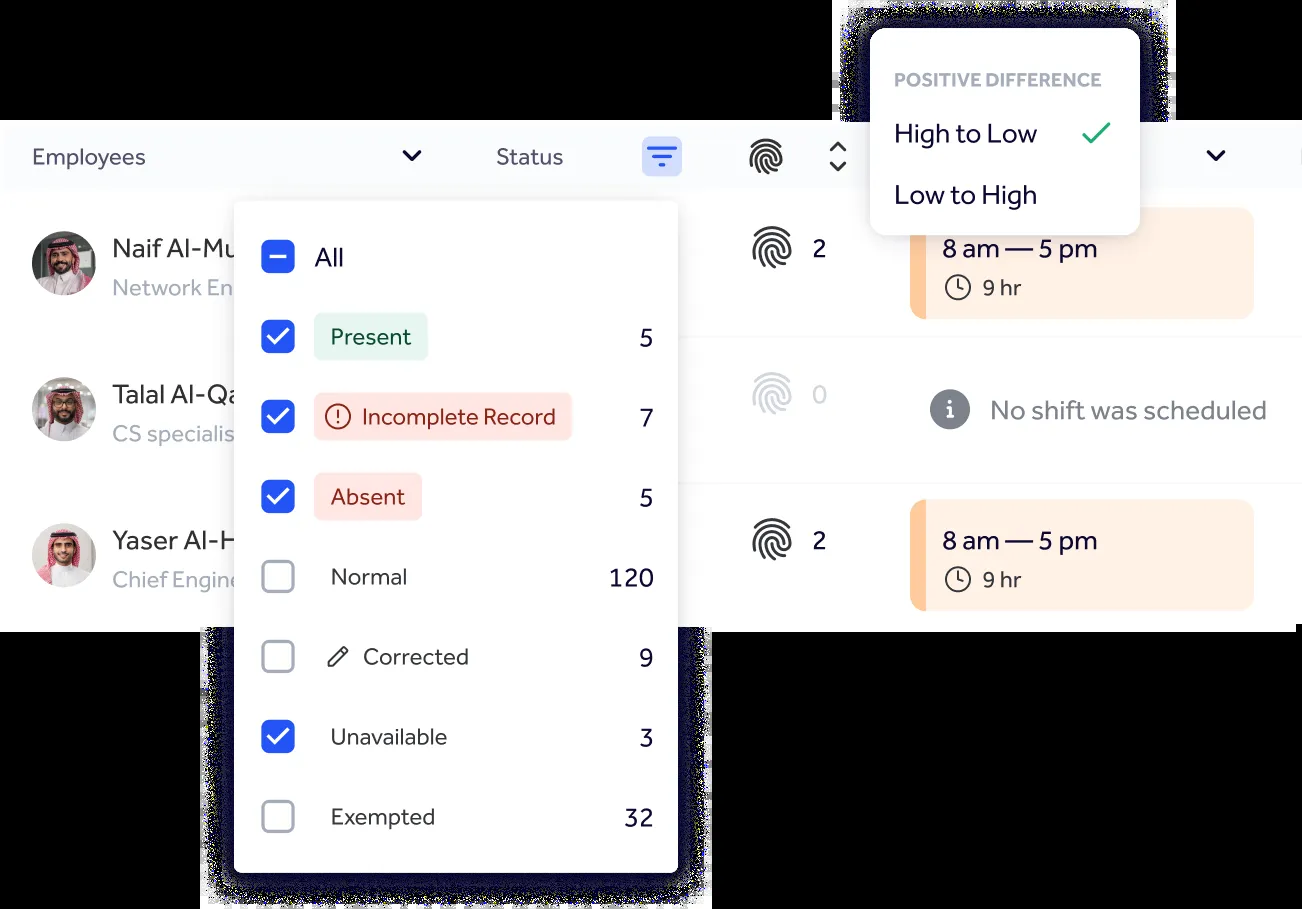 POSITIVE DIFFERENCE
High to Low
Low to High
Employees
Status
Naif Al-Mu
Network En
2
8 am — 5 pm
9 hr
Talal Al-Qa
CS specialis
0
No shift was scheduled
Yaser Al-H
Chief Engine
2
8 am — 5 pm
9 hr
All
Present 5
Incomplete Record 7
Absent 5
Normal 120
Corrected 9
Unavailable 3
Exempted 32